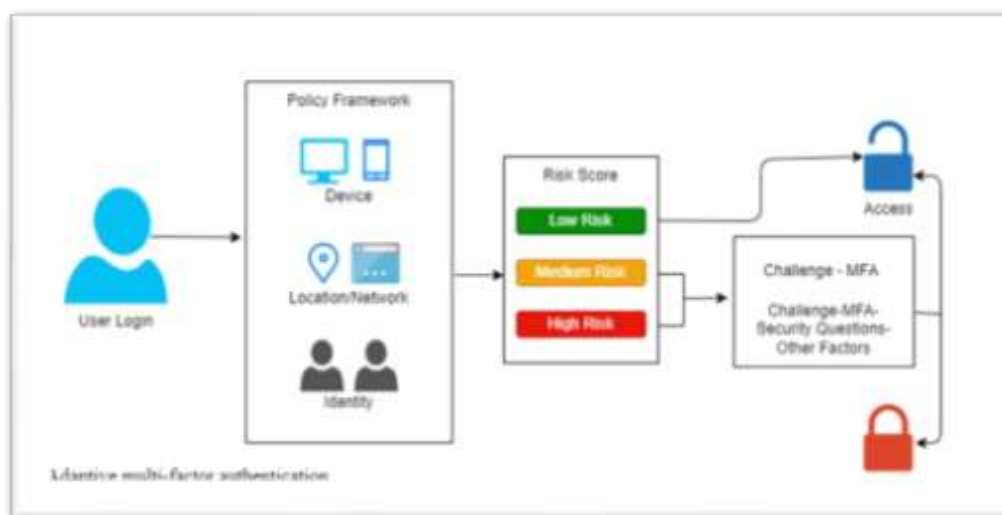 Policy Framework
Device
Location/Network
Identity
User Login
Risk Score
Low Risk
Medium Risk
High Risk
Access
Challenge - MFA
Challenge-MFA-
Security Questions-
Other Factors
Adaptive multi-factor authentication